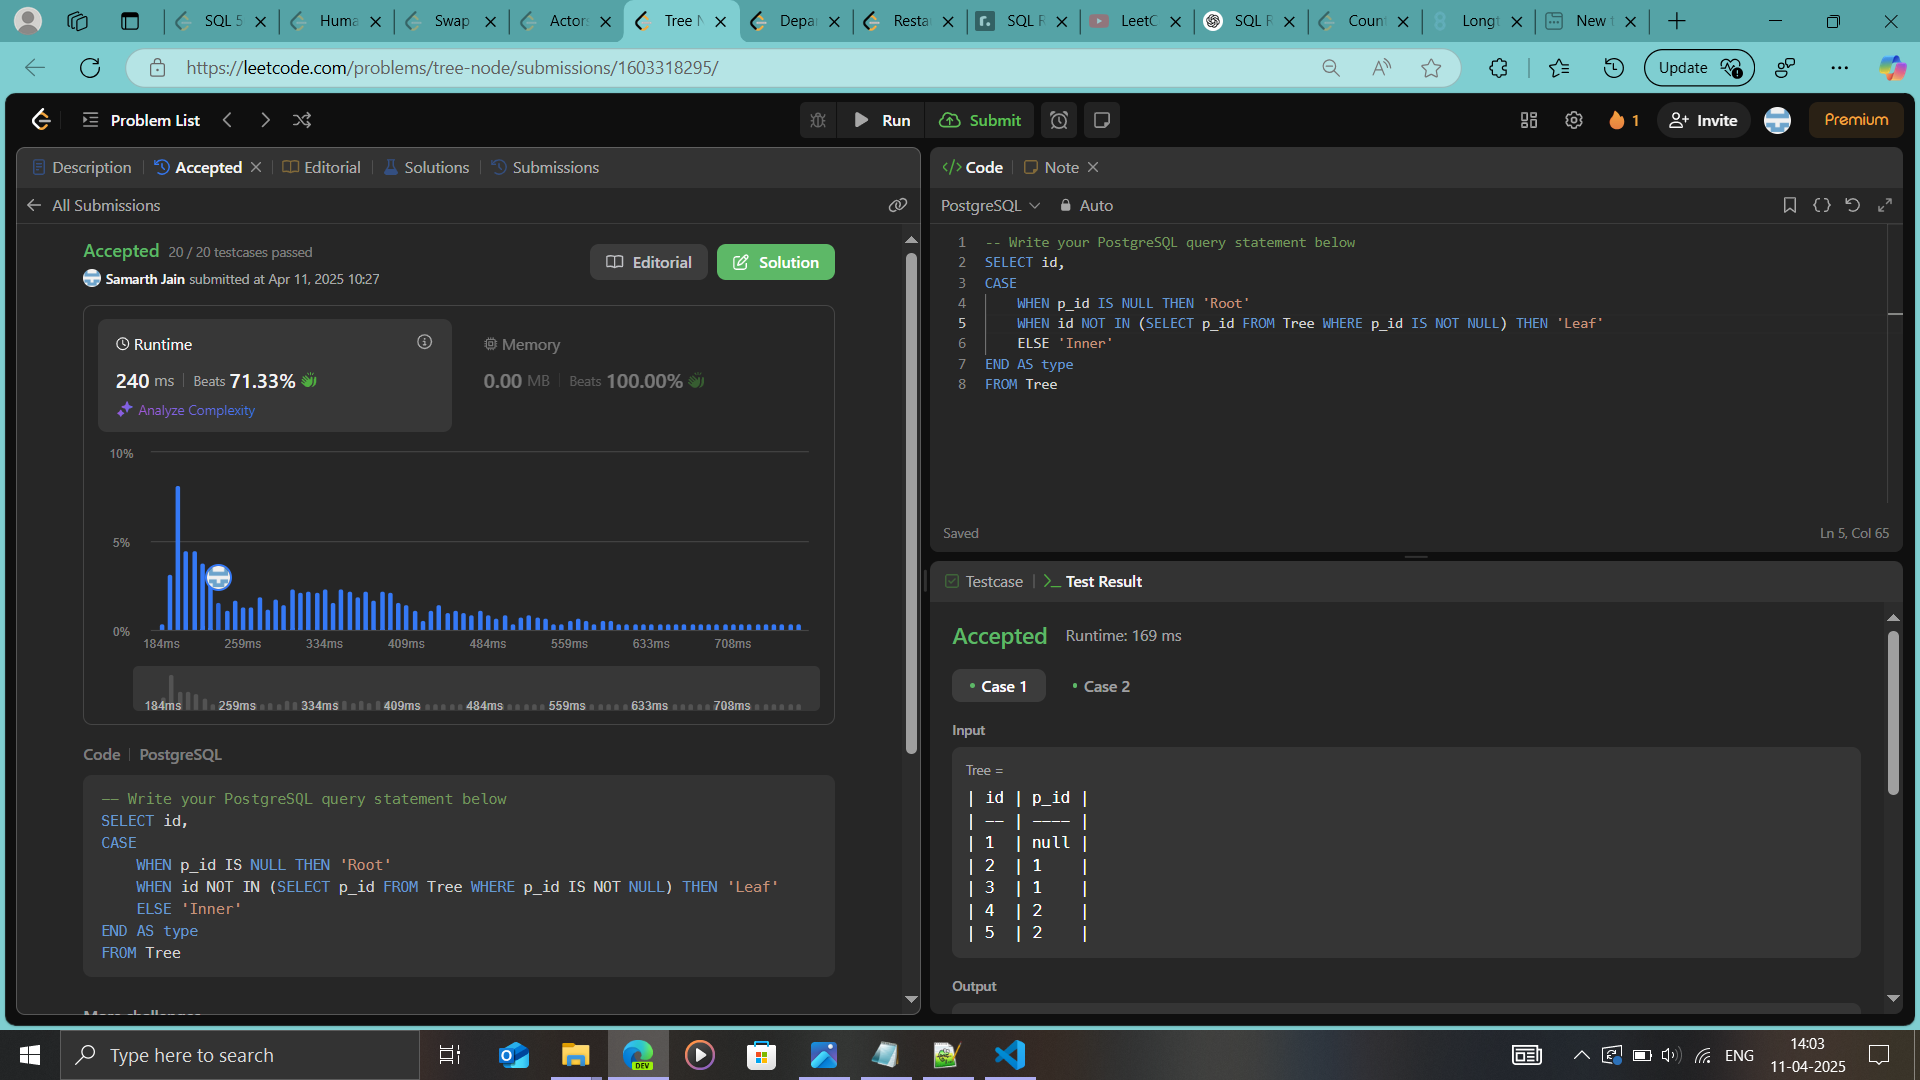 SQL 5
Huma
Swap
Actors
Tree N
Depar
Restau
SQL R
LeetC
SQL R
Count
Longt
New t
https://leetcode.com/problems/tree-node/submissions/1603318295/
Update
Problem List
Run
Submit
1
Invite
Premium
Description
Accepted
Editorial
Solutions
Submissions
All Submissions
Accepted 20 / 20 testcases passed
Samarth Jain submitted at Apr 11, 2025 10:27
Editorial
Solution
Runtime
240 ms Beats 71.33%
Analyze Complexity
Memory
0.00 MB Beats 100.00%
10%
5%
0%
184ms 259ms 334ms 409ms 484ms 559ms 633ms 708ms
184ms 259ms 334ms 409ms 484ms 559ms 633ms 708ms
Code PostgreSQL
-- Write your PostgreSQL query statement below
SELECT id,
CASE
WHEN p_id IS NULL THEN 'Root'
WHEN id NOT IN (SELECT p_id FROM Tree WHERE p_id IS NOT NULL) THEN 'Leaf'
ELSE 'Inner'
END AS type
FROM Tree
More challenges
</> Code
Note
PostgreSQL
Auto
1 -- Write your PostgreSQL query statement below
2 SELECT id,
3 CASE
4 WHEN p_id IS NULL THEN 'Root'
5 WHEN id NOT IN (SELECT p_id FROM Tree WHERE p_id IS NOT NULL) THEN 'Leaf'
6 ELSE 'Inner'
7 END AS type
8 FROM Tree
Saved
Ln 5, Col 65
Testcase
>_ Test Result
Accepted Runtime: 169 ms
• Case 1
• Case 2
Input
Tree =
| id | p_id |
| -- | ---- |
| 1 | null |
| 2 | 1 |
| 3 | 1 |
| 4 | 2 |
| 5 | 2 |
Output
Type here to search
DEV
ENG
14:03
11-04-2025